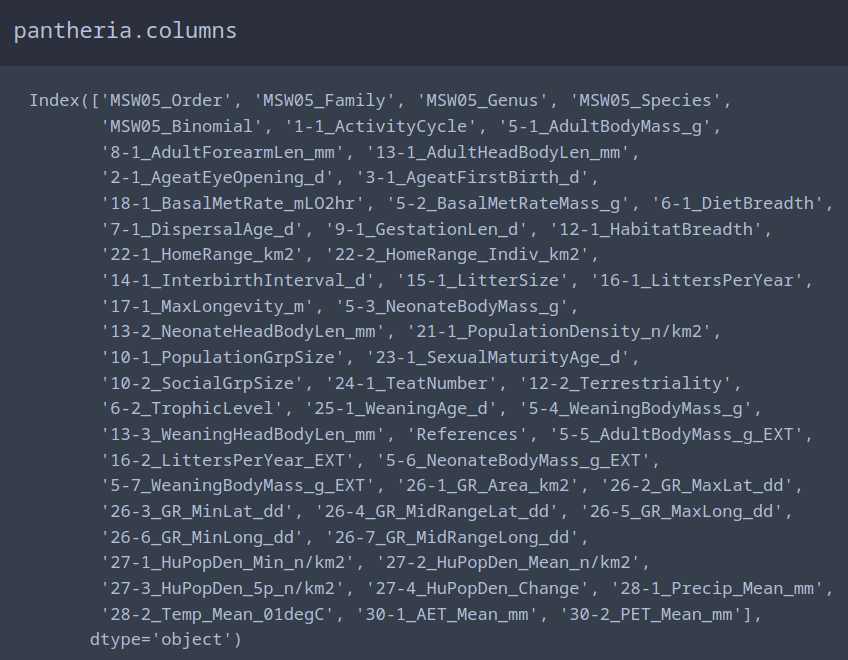 pantheria.columns
Index(['MSW05_Order', 'MSW05_Family', 'MSW05_Genus', 'MSW05_Species',
'MSW05_Binomial', '1-1_ActivityCycle', '5-1_AdultBodyMass_g',
'8-1_AdultForearmLen_mm', '13-1_AdultHeadBodyLen_mm',
'2-1_AgeatEyeOpening_d', '3-1_AgeatFirstBirth_d',
'18-1_BasalMetRate_mLO2hr', '5-2_BasalMetRateMass_g', '6-1_DietBreadth',
'7-1_DispersalAge_d', '9-1_GestationLen_d', '12-1_HabitatBreadth',
'22-1_HomeRange_km2', '22-2_HomeRange_Indiv_km2',
'14-1_InterbirthInterval_d', '15-1_LitterSize', '16-1_LittersPerYear',
'17-1_MaxLongevity_m', '5-3_NeonateBodyMass_g',
'13-2_NeonateHeadBodyLen_mm', '21-1_PopulationDensity_n/km2',
'10-1_PopulationGrpSize', '23-1_SexualMaturityAge_d',
'10-2_SocialGrpSize', '24-1_TeatNumber', '12-2_Terrestriality',
'6-2_TrophicLevel', '25-1_WeaningAge_d', '5-4_WeaningBodyMass_g',
'13-3_WeaningHeadBodyLen_mm', 'References', '5-5_AdultBodyMass_g_EXT',
'16-2_LittersPerYear_EXT', '5-6_NeonateBodyMass_g_EXT',
'5-7_WeaningBodyMass_g_EXT', '26-1_GR_Area_km2', '26-2_GR_MaxLat_dd',
'26-3_GR_MinLat_dd', '26-4_GR_MidRangeLat_dd', '26-5_GR_MaxLong_dd',
'26-6_GR_MinLong_dd', '26-7_GR_MidRangeLong_dd',
'27-1_HuPopDen_Min_n/km2', '27-2_HuPopDen_Mean_n/km2',
'27-3_HuPopDen_5p_n/km2', '27-4_HuPopDen_Change', '28-1_Precip_Mean_mm',
'28-2_Temp_Mean_01degC', '30-1_AET_Mean_mm', '30-2_PET_Mean_mm'],
dtype='object')